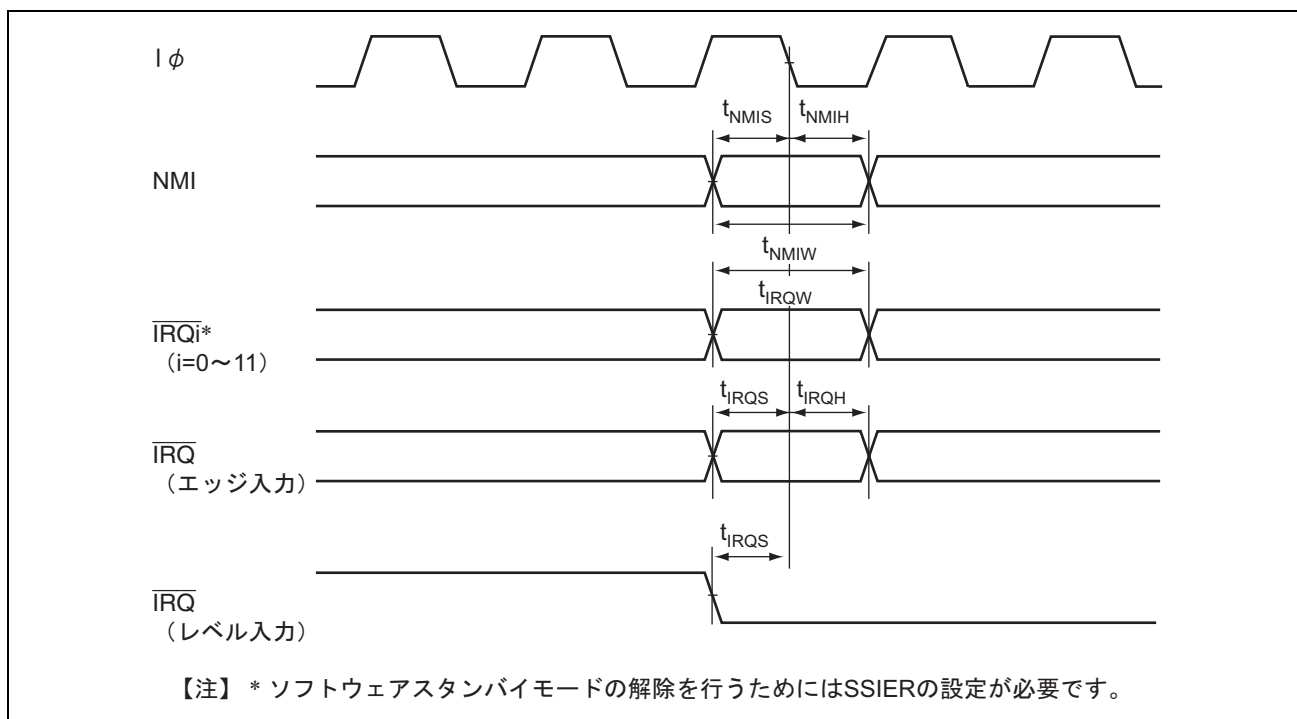 Iφ
tNMIS tNMIH
NMI
tNMIW
tIRQW
IRQi*
（i=0～11）
tIRQS tIRQH
IRQ
（エッジ入力）
tIRQS
IRQ
（レベル入力）
【注】 * ソフトウェアスタンバイモードの解除を行うためにはSSIERの設定が必要です。